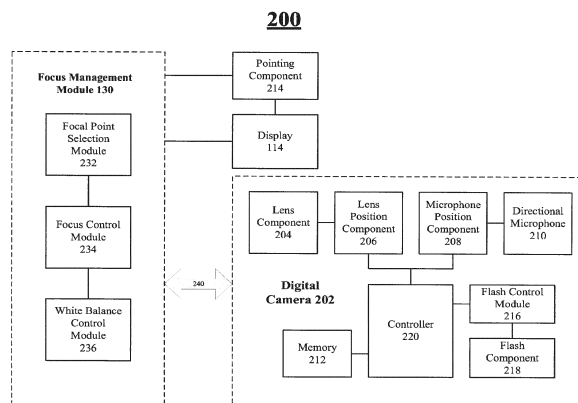 200
Focus Management
Module 130
Focal Point
Selection
Module
232
Focus Control
Module
234
White Balance
Control
Module
236
Pointing
Component
214
Display
114
240
Lens
Component
204
Lens
Position
Component
206
Microphone
Position
Component
208
Directional
Microphone
210
Digital
Camera 202
Controller
220
Memory
212
Flash Control
Module
216
Flash
Component
218